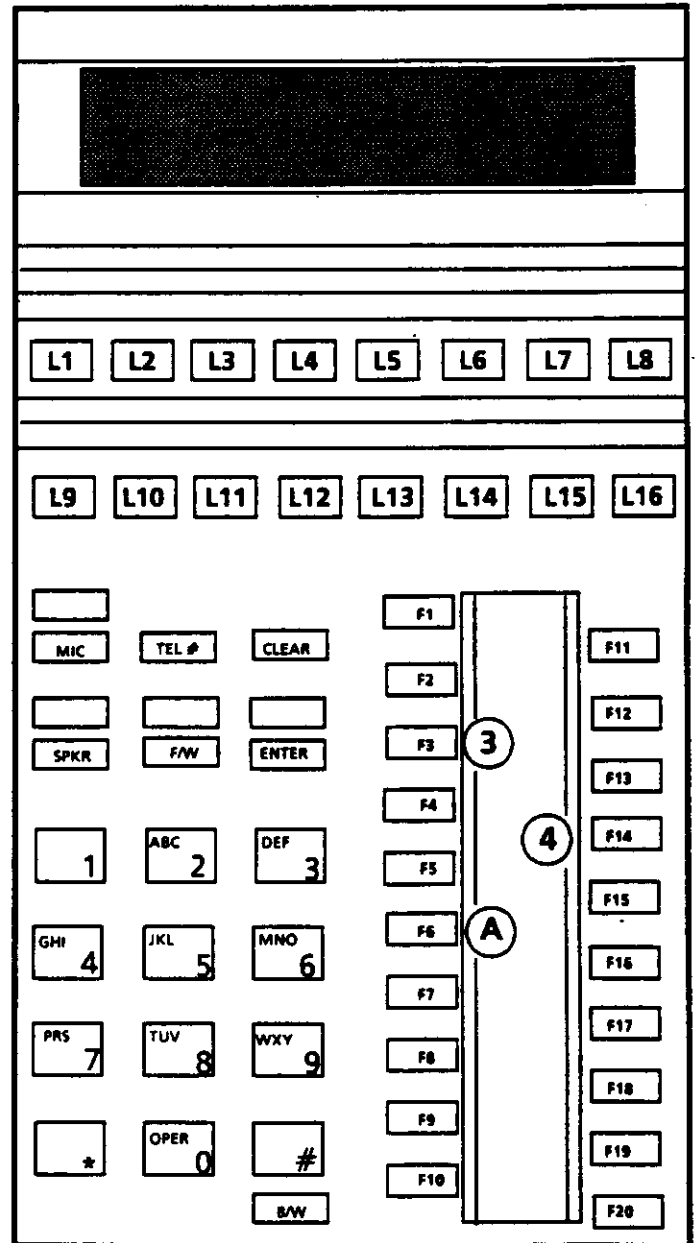 L1 L2 L3 L4 L5 L6 L7 L8
L9 L10 L11 L12 L13 L14 L15 L16
MIC TEL # CLEAR
SPKR F/W ENTER
1 ABC 2 DEF 3
GHI 4 JKL 5 MNO 6
PRS 7 TUV 8 WXY 9
* OPER 0 #
B/W
F1
F2
F3 3
F4
F5
F6 A
F7
F8
F9
F10
F11
F12
F13
4 F14
F15
F16
F17
F18
F19
F20